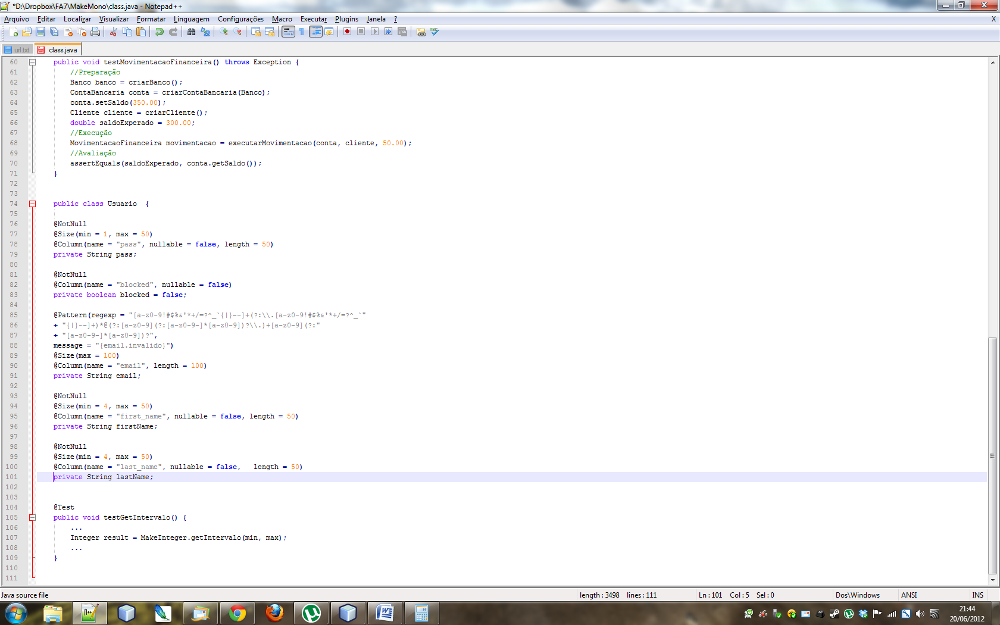 *D:\Dropbox\FA7\MakeMono\class.java - Notepad++
Arquivo Editar Localizar Visualizar Formatar Linguagem Configurações Macro Executar Plugins Janela ? X
url.txt class.java
60 public void testMovimentacaoFinanceira() throws Exception {
61 //Preparação
62 Banco banco = criarBanco();
63 ContaBancaria conta = criarContaBancaria(Banco);
64 conta.setSaldo(350.00);
65 Cliente cliente = criarCliente();
66 double saldoExperado = 300.00;
67 //Execução
68 MovimentacaoFinanceira movimentacao = executarMovimentacao(conta, cliente, 50.00);
69 //Avaliação
70 assertEquals(saldoExperado, conta.getSaldo());
71 }
72
73
74 public class Usuario  {
75
76 @NotNull
77 @Size(min = 1, max = 50)
78 @Column(name = "pass", nullable = false, length = 50)
79 private String pass;
80
81 @NotNull
82 @Column(name = "blocked", nullable = false)
83 private boolean blocked = false;
84
85 @Pattern(regexp = "[a-z0-9!#$%&'*+/=?^_`{|}~-]+(?:\\.[a-z0-9!#$%&'*+/=?^_`"
86 + "{|}~-]+)*@(?:[a-z0-9](?:[a-z0-9-]*[a-z0-9])?\\.)+[a-z0-9](?:"
87 + "[a-z0-9-]*[a-z0-9])?",
88 message = "{email.invalido}")
89 @Size(max = 100)
90 @Column(name = "email", length = 100)
91 private String email;
92
93 @NotNull
94 @Size(min = 4, max = 50)
95 @Column(name = "first_name", nullable = false, length = 50)
96 private String firstName;
97
98 @NotNull
99 @Size(min = 4, max = 50)
100 @Column(name = "last_name", nullable = false,   length = 50)
101 private String lastName;
102
103
104 @Test
105 public void testGetIntervalo() {
106 ...
107 Integer result = MakeInteger.getIntervalo(min, max);
108 ...
109 }
110
111
Java source file length : 3498 lines : 111 Ln : 101 Col : 5 Sel : 0 Dos\Windows ANSI INS
21:44
20/06/2012